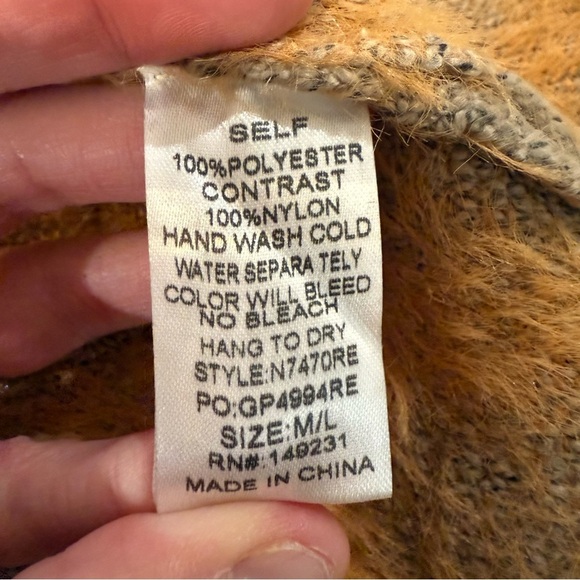 SELF
100%POLYESTER
CONTRAST
100%NYLON
HAND WASH COLD
WATER SEPARA TELY
COLOR WILL BLEED
NO BLEACH
HANG TO DRY
STYLE:N7470RE
PO:GP4994RE
SIZE:M/L
RN#:149231
MADE IN CHINA